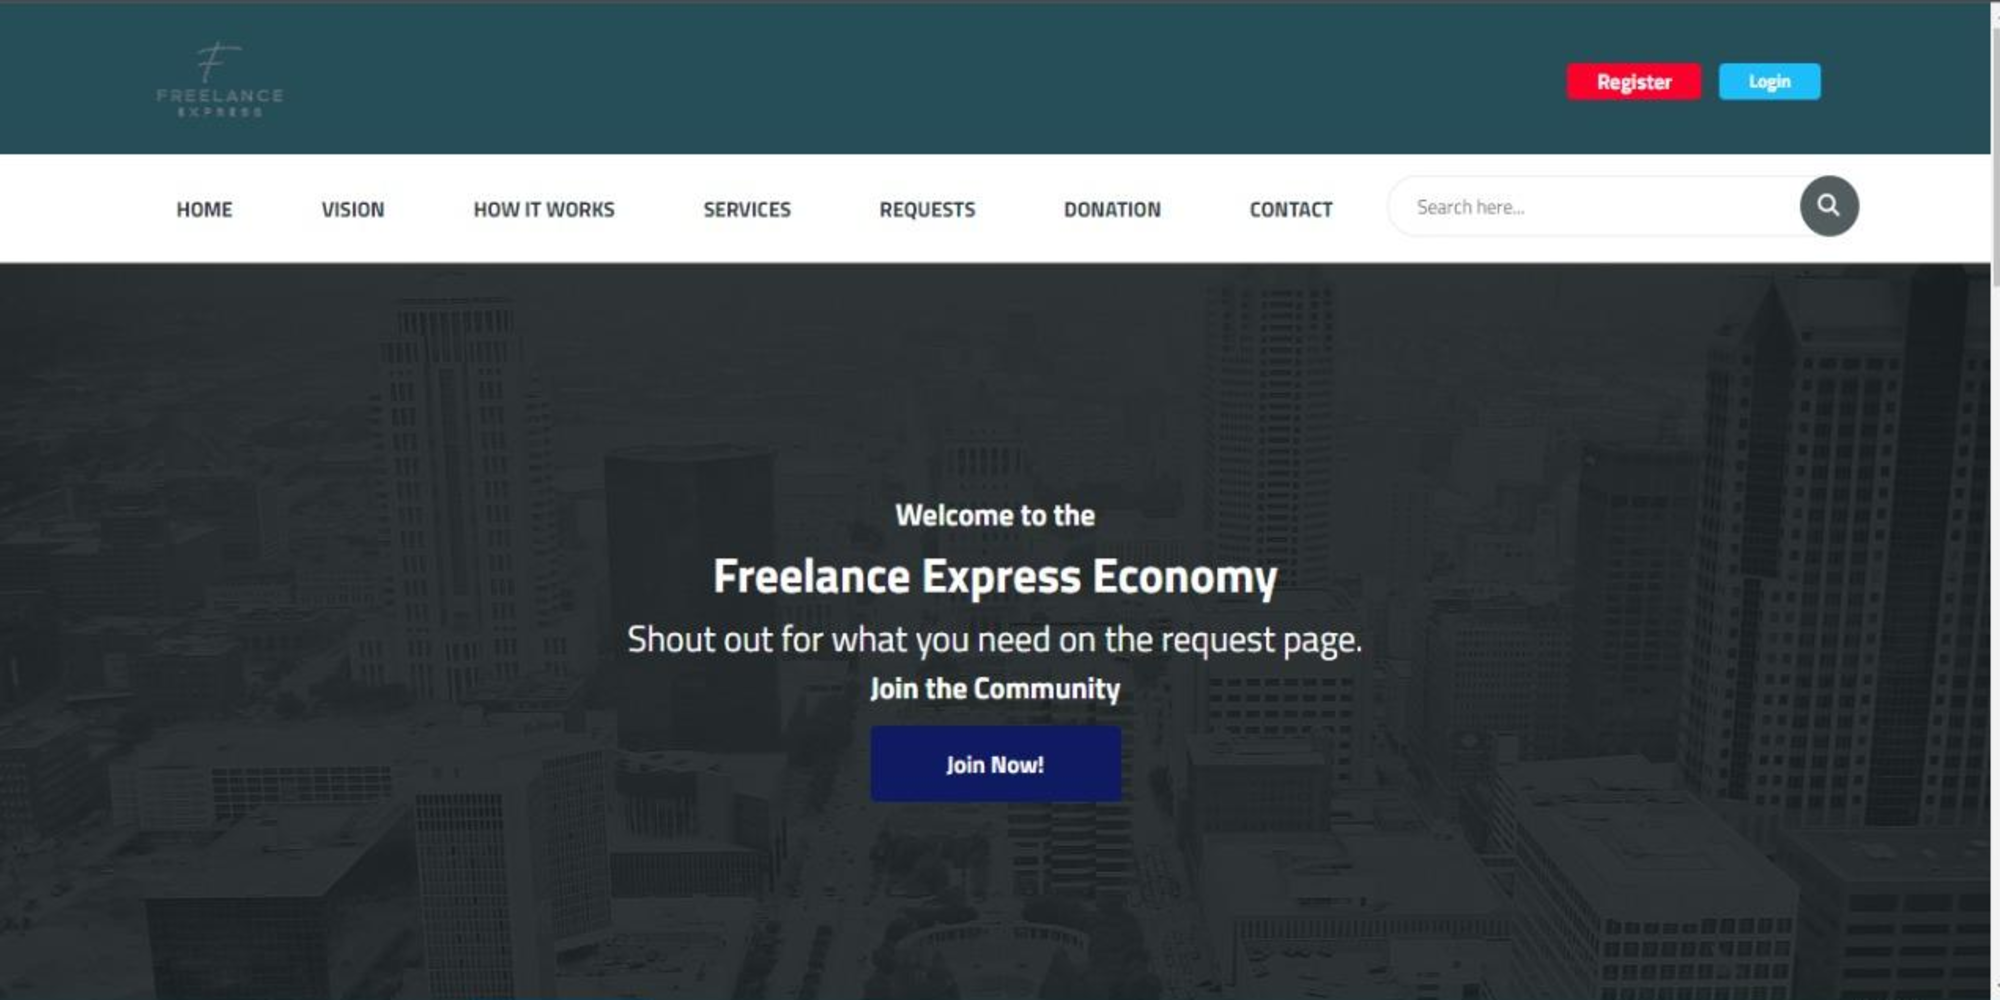 F
FREELANCE
EXPRESS
Register
Login
HOME
VISION
HOW IT WORKS
SERVICES
REQUESTS
DONATION
CONTACT
Search here...
Welcome to the
Freelance Express Economy
Shout out for what you need on the request page.
Join the Community
Join Now!